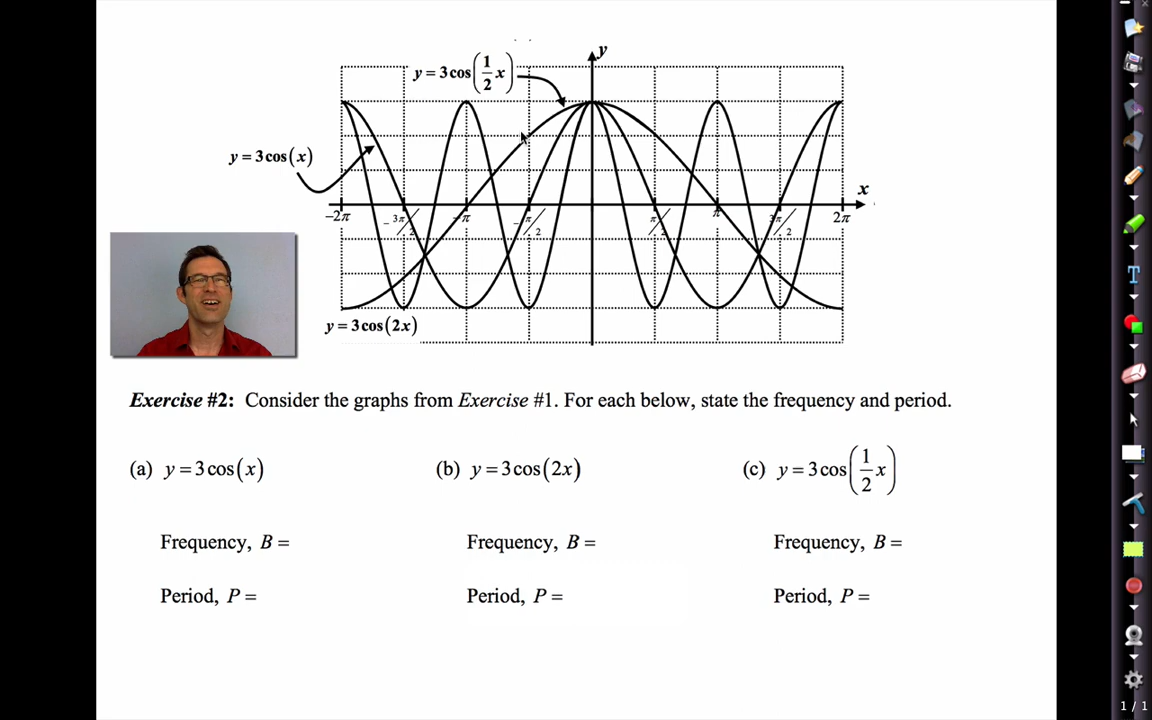 y = 3cos(1/2 x)
y
y = 3cos(x)
x
−2π −3π/2 −π −π/2 π/2 π 3π/2 2π
y = 3cos(2x)
Exercise #2: Consider the graphs from Exercise #1. For each below, state the frequency and period.
(a) y = 3cos(x) (b) y = 3cos(2x) (c) y = 3cos(1/2 x)
Frequency, B = Frequency, B = Frequency, B =
Period, P = Period, P = Period, P =
T
1 / 1